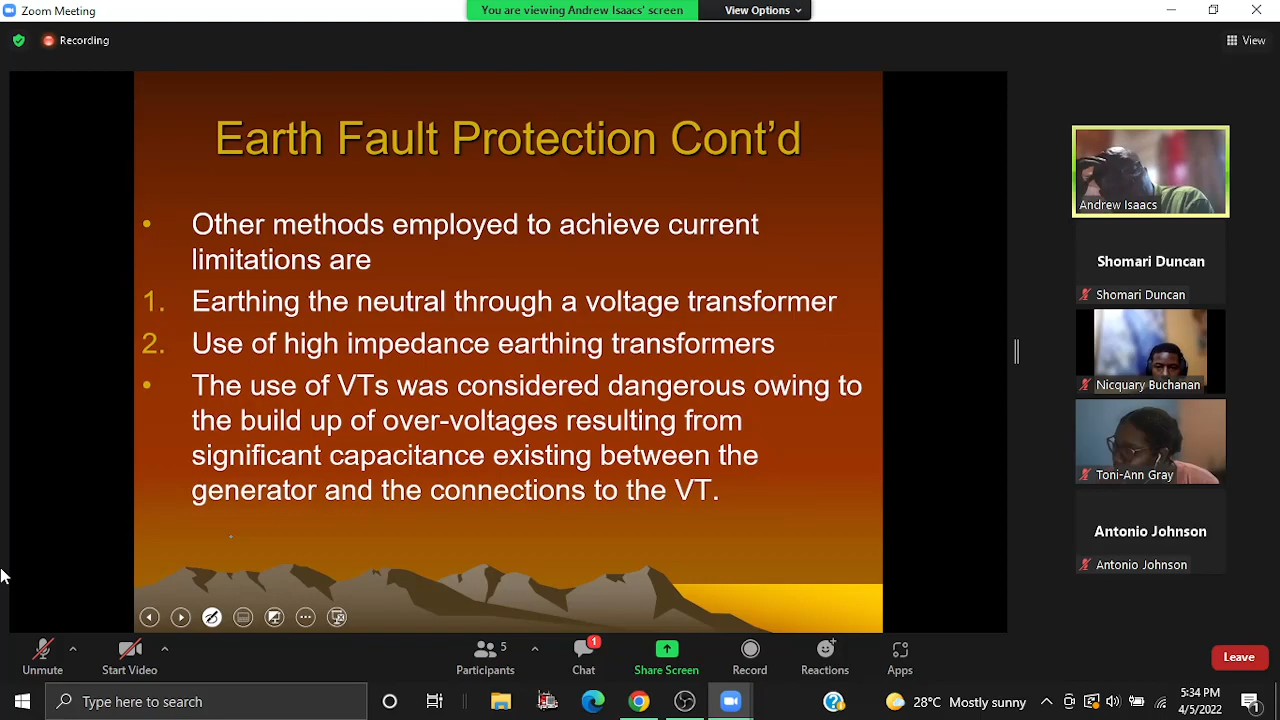 Zoom Meeting
You are viewing Andrew Isaacs' screen
View Options
Recording
View
Earth Fault Protection Cont'd
• Other methods employed to achieve current
limitations are
1. Earthing the neutral through a voltage transformer
2. Use of high impedance earthing transformers
• The use of VTs was considered dangerous owing to
the build up of over-voltages resulting from
significant capacitance existing between the
generator and the connections to the VT.
Andrew Isaacs
Shomari Duncan
Shomari Duncan
Nicquary Buchanan
Toni-Ann Gray
Antonio Johnson
Antonio Johnson
Unmute
Start Video
5
Participants
1
Chat
Share Screen
Record
Reactions
Apps
Leave
Type here to search
28°C Mostly sunny
5:34 PM
4/5/2022
1